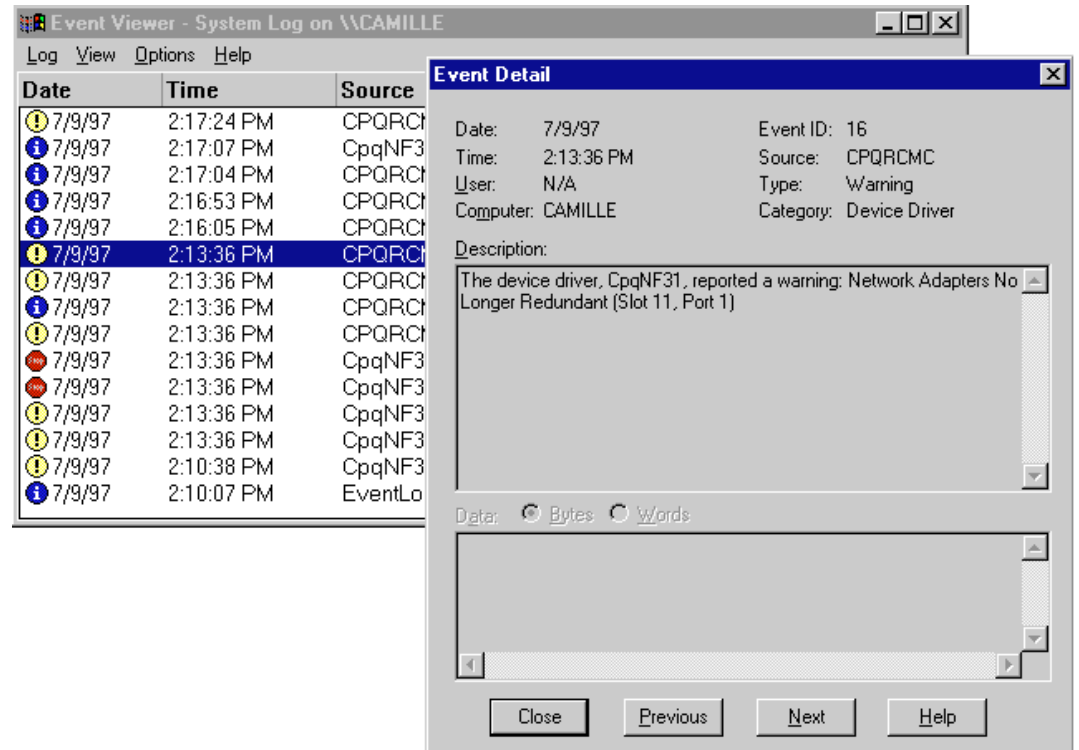 Event Viewer - System Log on \\CAMILLE
Log View Options Help
Date Time Source
7/9/97 2:17:24 PM CPQRCM
7/9/97 2:17:07 PM CpqNF3
7/9/97 2:17:04 PM CPQRCM
7/9/97 2:16:53 PM CPQRCM
7/9/97 2:16:05 PM CPQRCM
7/9/97 2:13:36 PM CPQRCM
7/9/97 2:13:36 PM CPQRCM
7/9/97 2:13:36 PM CPQRCM
7/9/97 2:13:36 PM CPQRCM
7/9/97 2:13:36 PM CpqNF3
7/9/97 2:13:36 PM CpqNF3
7/9/97 2:13:36 PM CpqNF3
7/9/97 2:13:36 PM CpqNF3
7/9/97 2:10:38 PM CpqNF3
7/9/97 2:10:07 PM EventLo
Event Detail
Date: 7/9/97 Event ID: 16
Time: 2:13:36 PM Source: CPQRCMC
User: N/A Type: Warning
Computer: CAMILLE Category: Device Driver
Description:
The device driver, CpqNF31, reported a warning: Network Adapters No
Longer Redundant (Slot 11, Port 1)
Data: Bytes Words
Close Previous Next Help